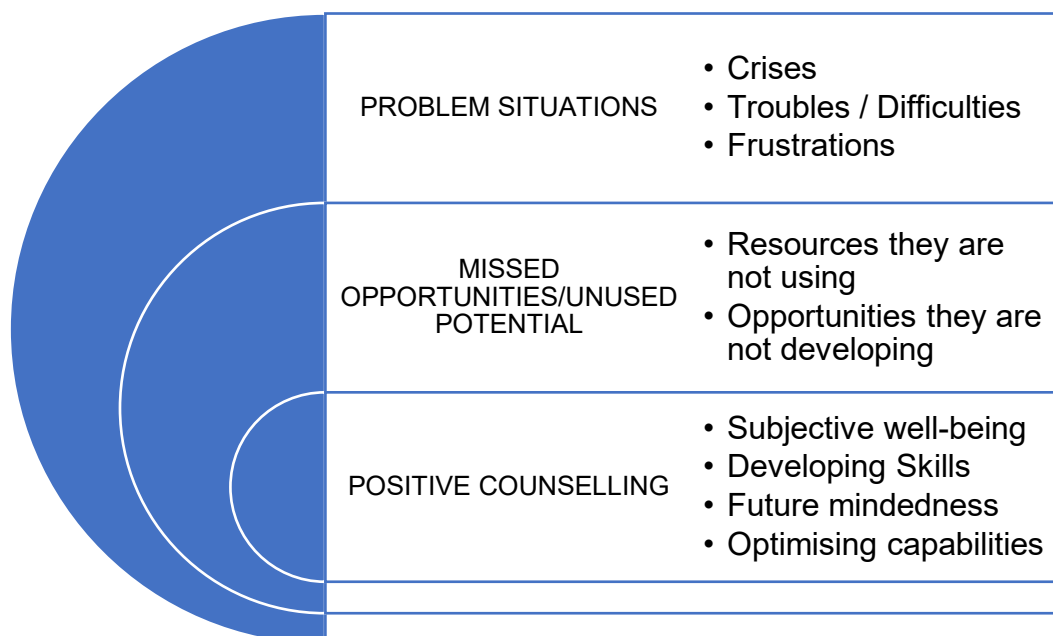 PROBLEM SITUATIONS
• Crises
• Troubles / Difficulties
• Frustrations
MISSED
OPPORTUNITIES/UNUSED
POTENTIAL
• Resources they are
not using
• Opportunities they are
not developing
POSITIVE COUNSELLING
• Subjective well-being
• Developing Skills
• Future mindedness
• Optimising capabilities